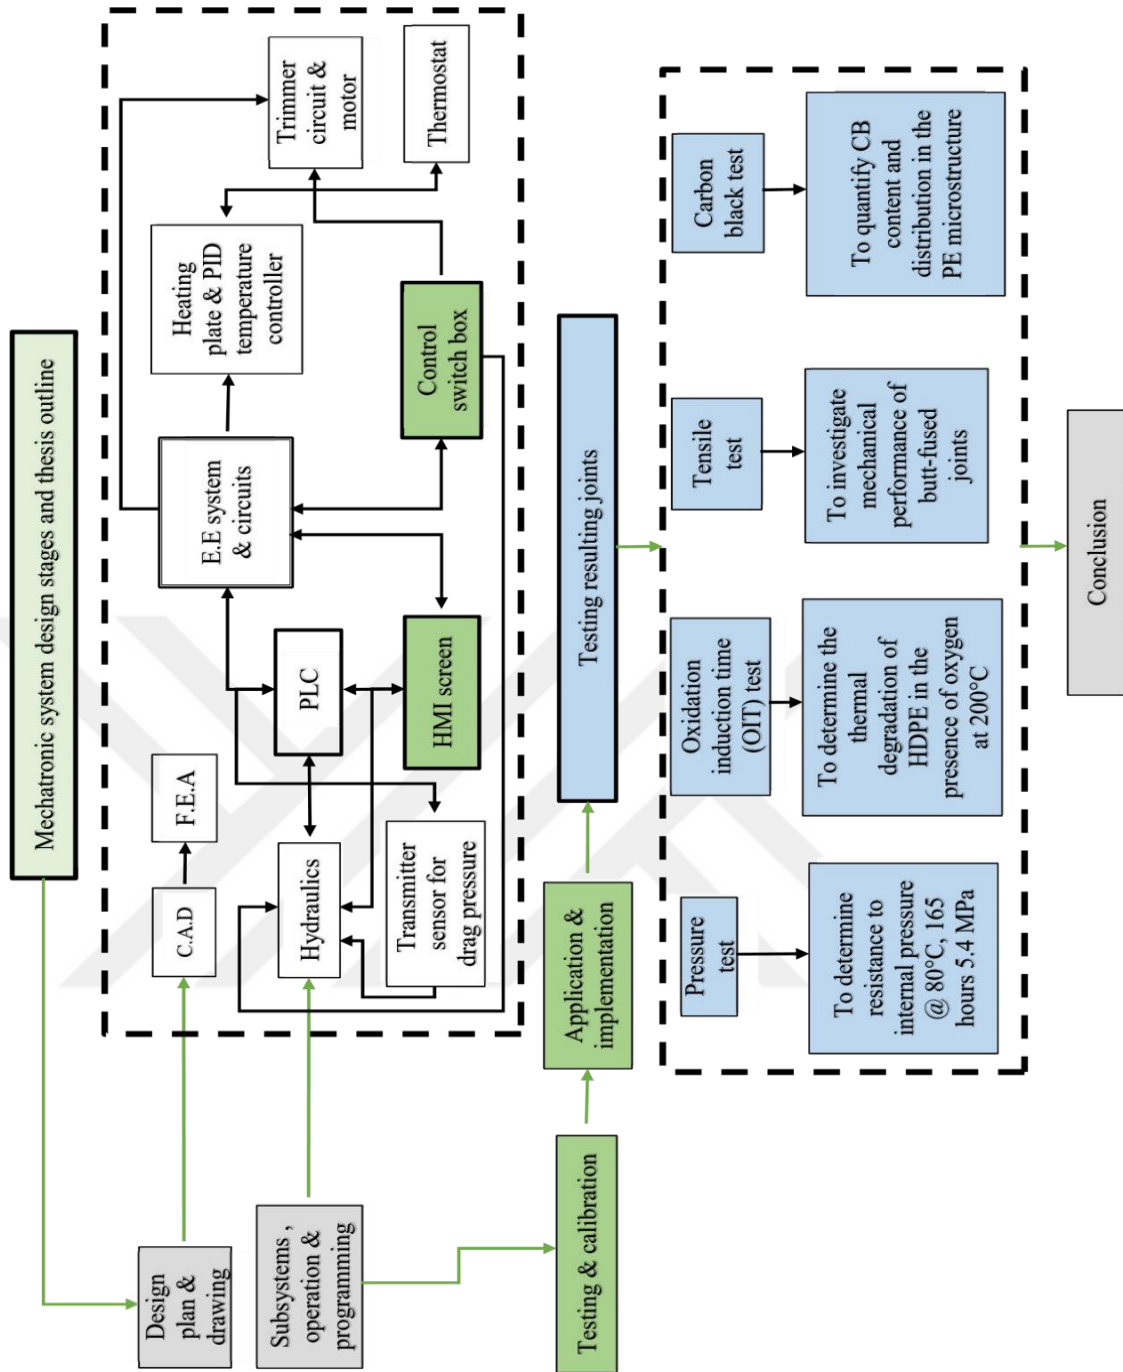 Mechatronic system design stages and thesis outline
Design
plan &
drawing
C.A.D
F.E.A
Subsystems ,
operation &
programming
Hydraulics
PLC
E.E system
& circuits
Heating
plate & PID
temperature
controller
Trimmer
circuit &
motor
Thermostat
Transmitter
sensor for
drag pressure
HMI screen
Control
switch box
Testing & calibration
Application &
implementation
Testing resulting joints
Pressure
test
Oxidation
induction time
(OIT) test
Tensile
test
Carbon
black test
To determine
resistance to
internal pressure
@ 80°C, 165
hours 5.4 MPa
To determine the
thermal
degradation of
HDPE in the
presence of oxygen
at 200°C
To investigate
mechanical
performance of
butt-fused
joints
To quantify CB
content and
distribution in the
PE microstructure
Conclusion